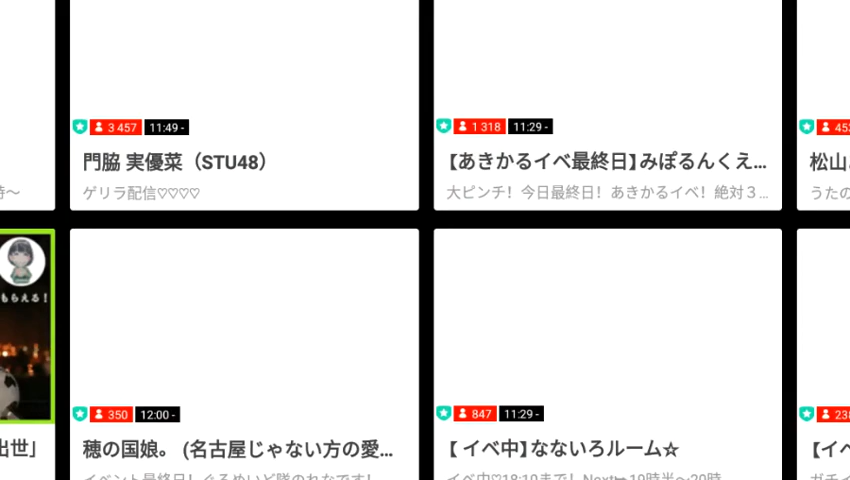 3 457 11:49 -
1 318 11:29 -
門脇 実優菜（STU48）
【あきかるイベ最終日】みぽるんくえ...
松山
時〜
ゲリラ配信♡♡♡♡
大ピンチ！今日最終日！あきかるイベ！絶対３...
うたの
もらえる！
350 12:00 -
847 11:29 -
出世」
穂の国娘。 (名古屋じゃない方の愛...
【 イベ中】なないろルーム☆
【イベ